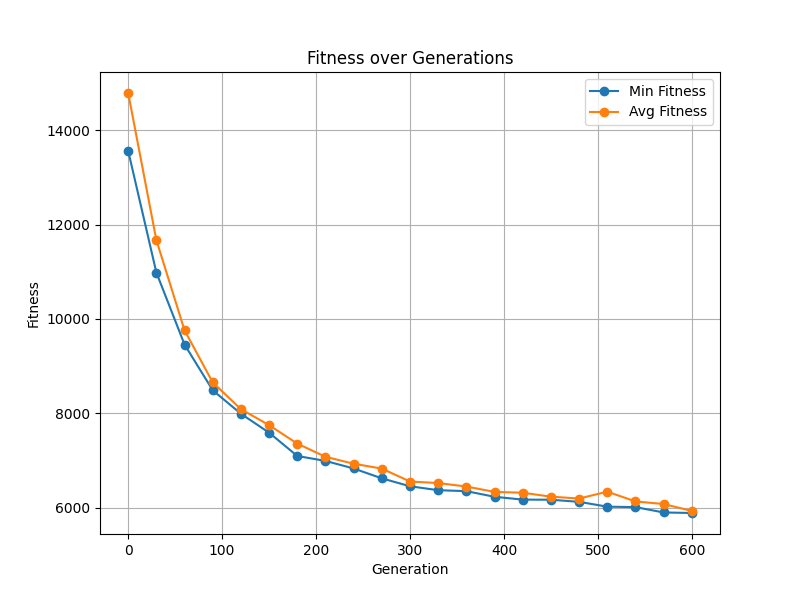 Fitness over Generations
Min Fitness
Avg Fitness
14000
12000
10000
8000
6000
Fitness
0 100 200 300 400 500 600
Generation